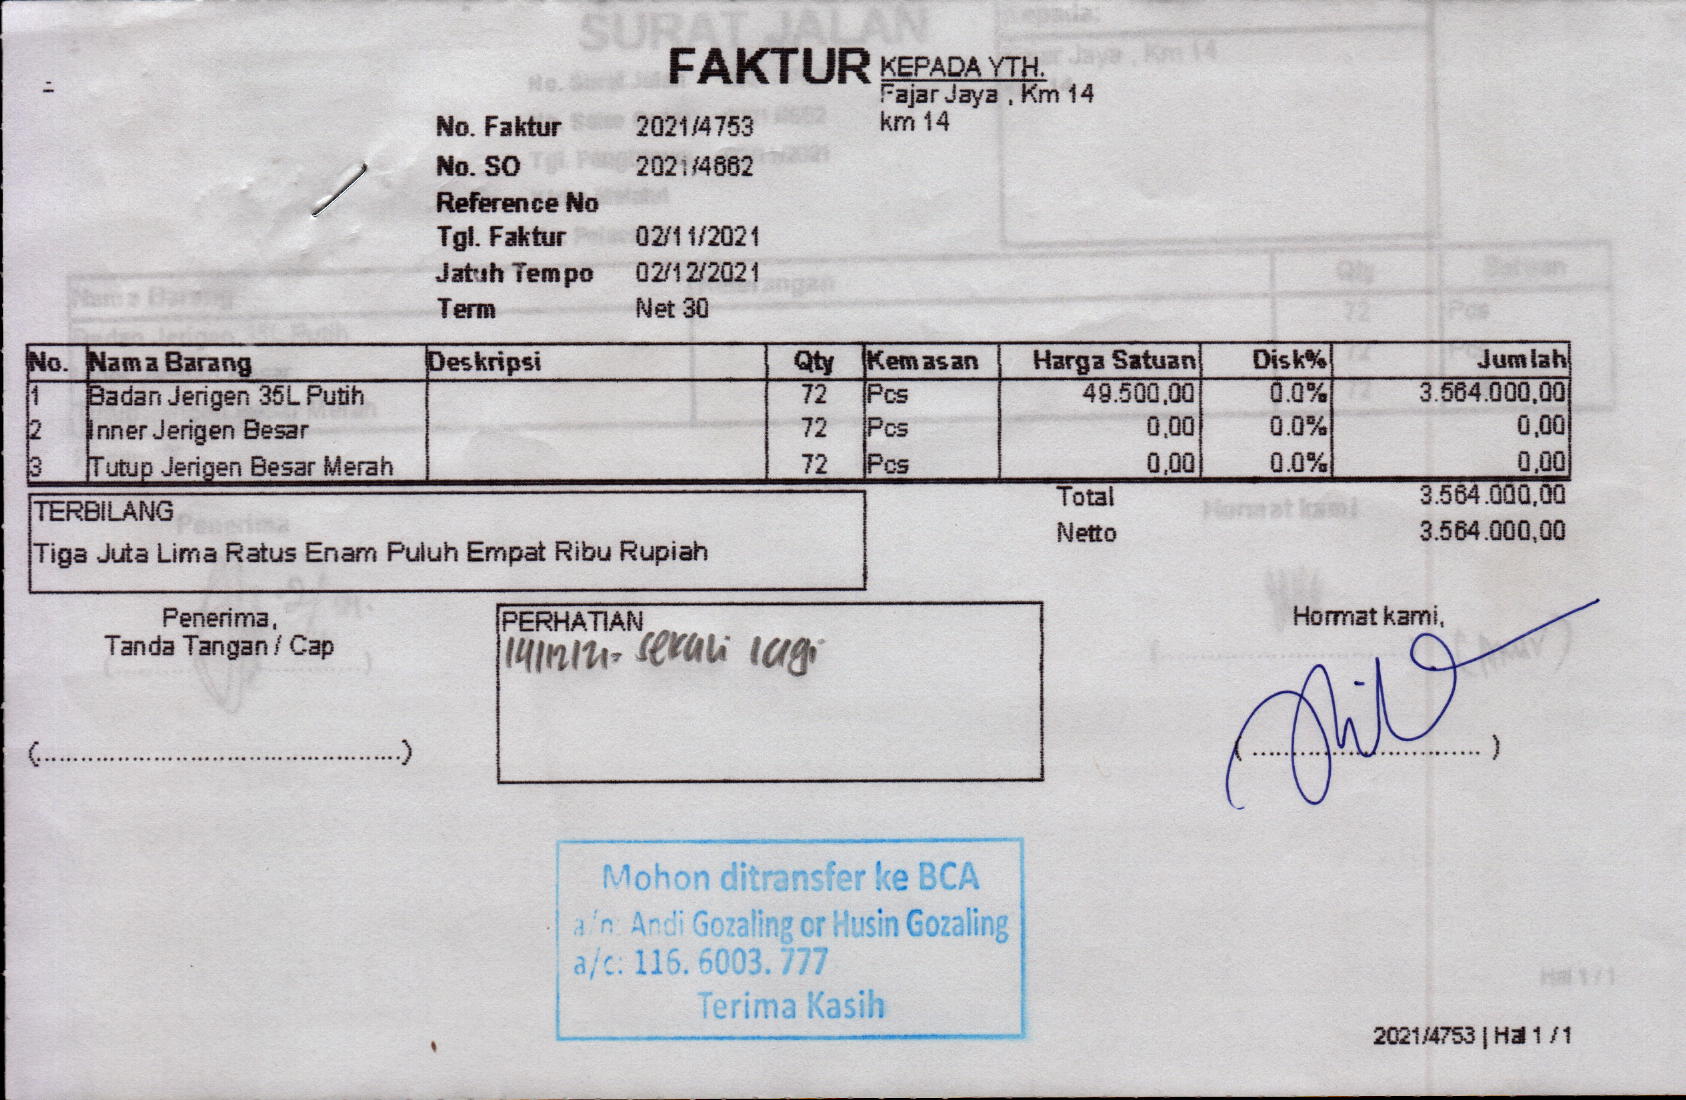 FAKTUR
KEPADA YTH.
Fajar Jaya , Km 14
km 14
No. Faktur 2021/4753
No. SO 2021/4662
Reference No
Tgl. Faktur 02/11/2021
Jatuh Tempo 02/12/2021
Term Net 30
No. Nama Barang Deskripsi Qty Kemasan Harga Satuan Disk% Jumlah
1 Badan Jerigen 35L Putih 72 Pcs 49.500,00 0.0% 3.564.000,00
2 Inner Jerigen Besar 72 Pcs 0,00 0.0% 0,00
3 Tutup Jerigen Besar Merah 72 Pcs 0,00 0.0% 0,00
Total 3.564.000,00
Netto 3.564.000,00
TERBILANG
Tiga Juta Lima Ratus Enam Puluh Empat Ribu Rupiah
Penerima,
Tanda Tangan / Cap
PERHATIAN
14/12/21- sekali lagi
Hormat kami,
Mohon ditransfer ke BCA
a/n: Andi Gozaling or Husin Gozaling
a/c: 116. 6003. 777
Terima Kasih
2021/4753 | Hal 1 / 1